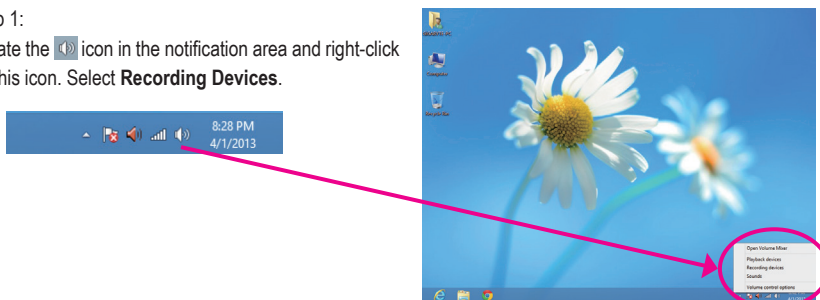 p 1:
ate the icon in the notification area and right-click
his icon. Select Recording Devices.
8:28 PM
4/1/2013
Computer
Open Volume Mixer
Playback devices
Recording devices
Sounds
Volume control options